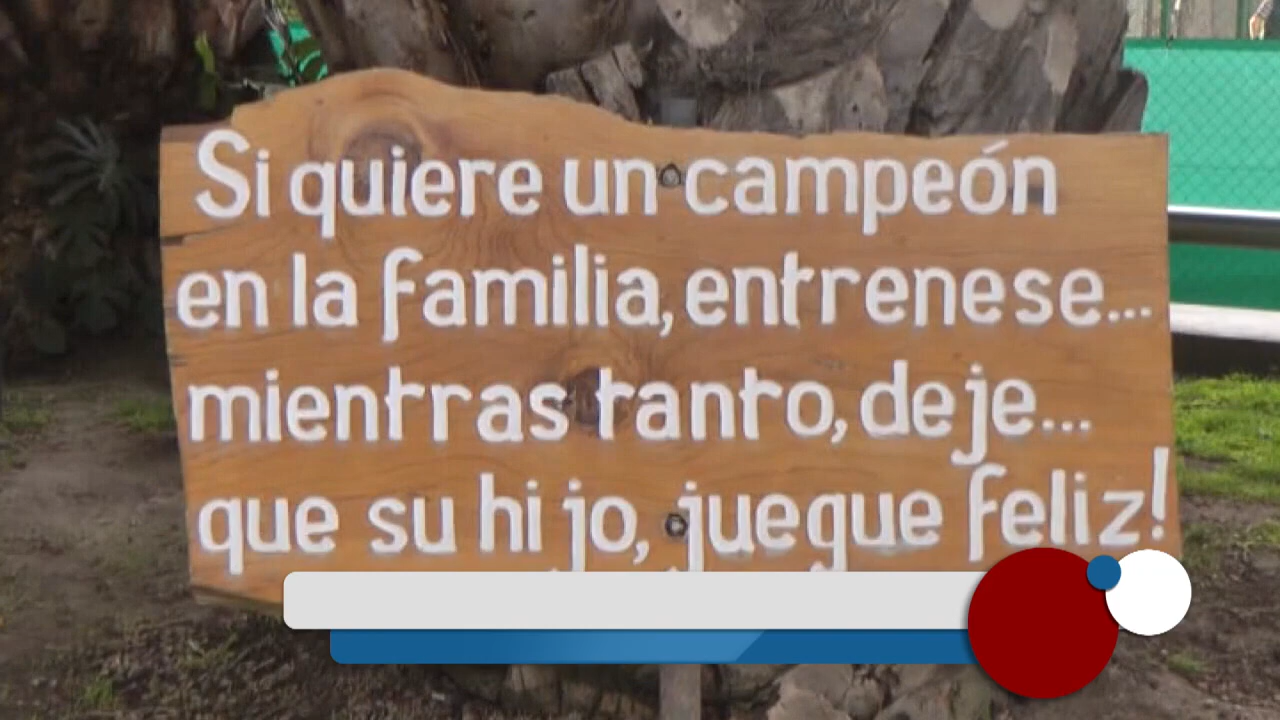 Si quiere un campeón
en la familia, entrenese...
mientras tanto, deje...
que su hijo, juegue feliz!